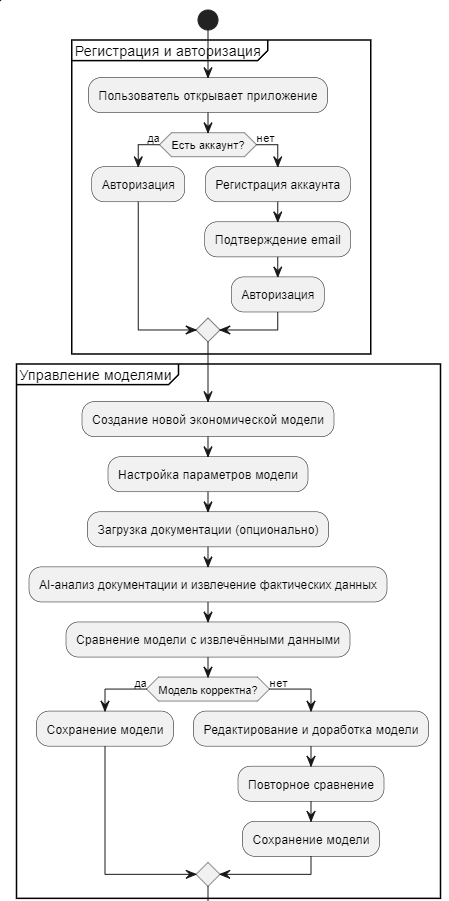 Регистрация и авторизация
Пользователь открывает приложение
да
Есть аккаунт?
нет
Авторизация
Регистрация аккаунта
Подтверждение email
Авторизация
Управление моделями
Создание новой экономической модели
Настройка параметров модели
Загрузка документации (опционально)
AI-анализ документации и извлечение фактических данных
Сравнение модели с извлечёнными данными
да
Модель корректна?
нет
Сохранение модели
Редактирование и доработка модели
Повторное сравнение
Сохранение модели